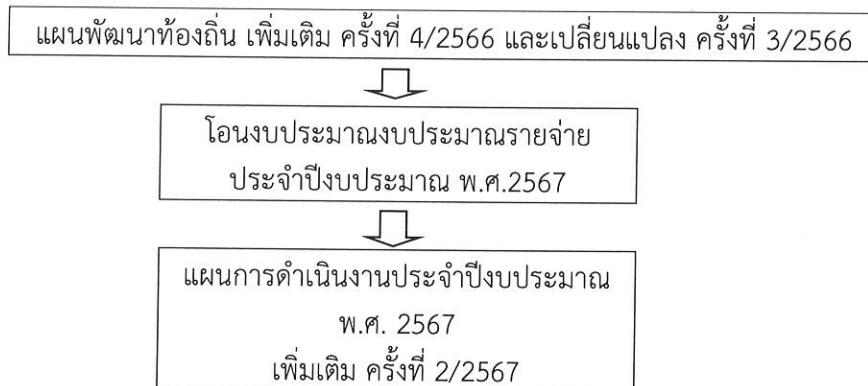 แผนพัฒนาท้องถิ่น เพิ่มเติม ครั้งที่ 4/2566 และเปลี่ยนแปลง ครั้งที่ 3/2566
โอนงบประมาณงบประมาณรายจ่าย
ประจำปีงบประมาณ พ.ศ.2567
แผนการดำเนินงานประจำปีงบประมาณ
พ.ศ. 2567
เพิ่มเติม ครั้งที่ 2/2567